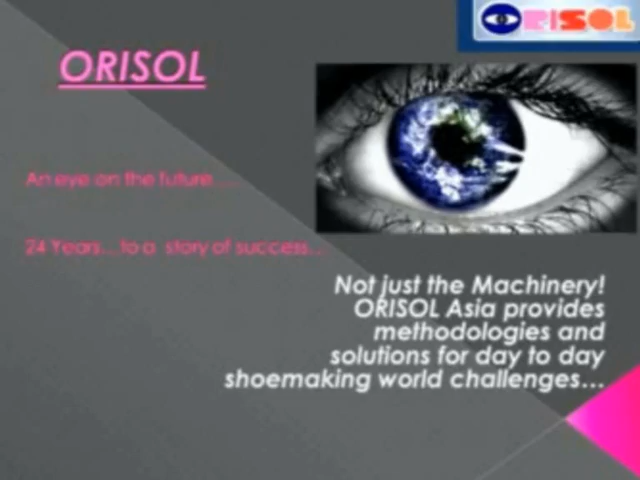 ORISOL
ORISOL
An eye on the future....
24 Years...to a story of success...
Not just the Machinery!
ORISOL Asia provides
methodologies and
solutions for day to day
shoemaking world challenges...